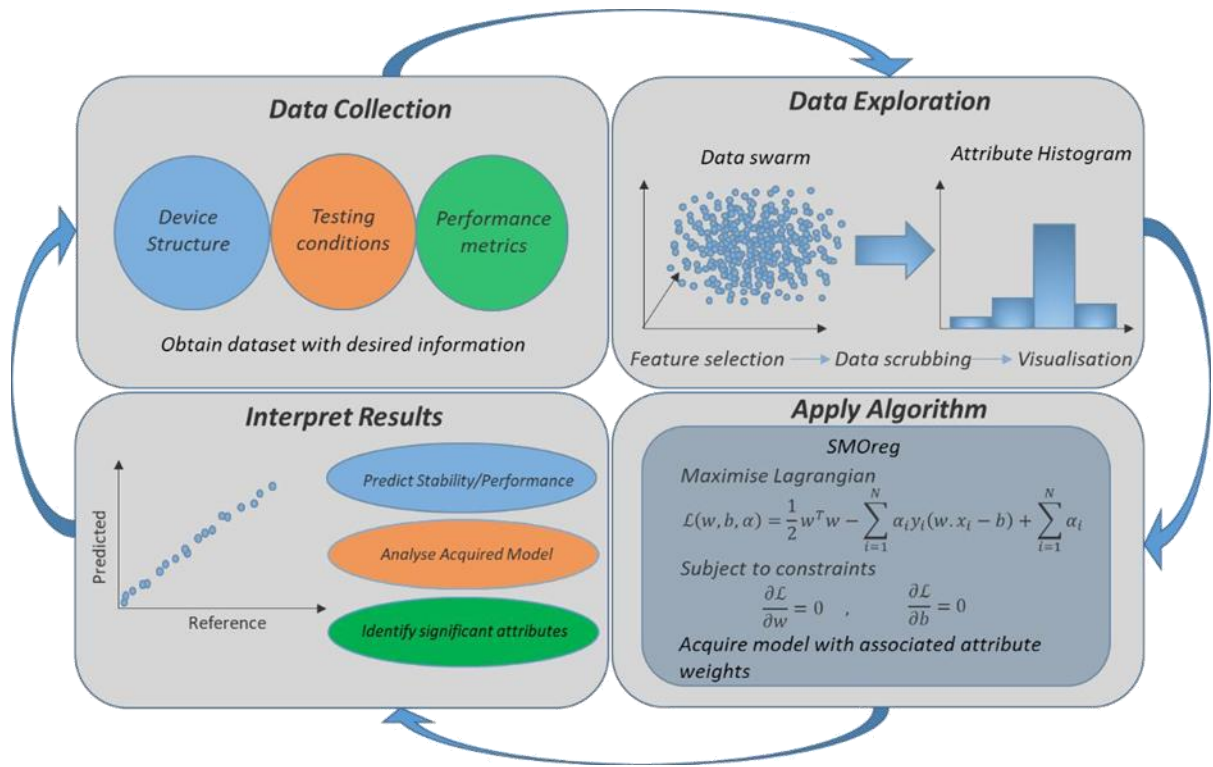 Data Collection
Device
Structure
Testing
conditions
Performance
metrics
Obtain dataset with desired information
Data Exploration
Data swarm
Attribute Histogram
Feature selection
Data scrubbing
Visualisation
Interpret Results
Predicted
Reference
Predict Stability/Performance
Analyse Acquired Model
Identify significant attributes
Apply Algorithm
SMOreg
Maximise Lagrangian
ℒ(w, b, α) = 1/2 wᵀw − ∑_{i=1}^{N} αᵢyᵢ(w. xᵢ − b) + ∑_{i=1}^{N} αᵢ
Subject to constraints
∂ℒ/∂w = 0 , ∂ℒ/∂b = 0
Acquire model with associated attribute
weights